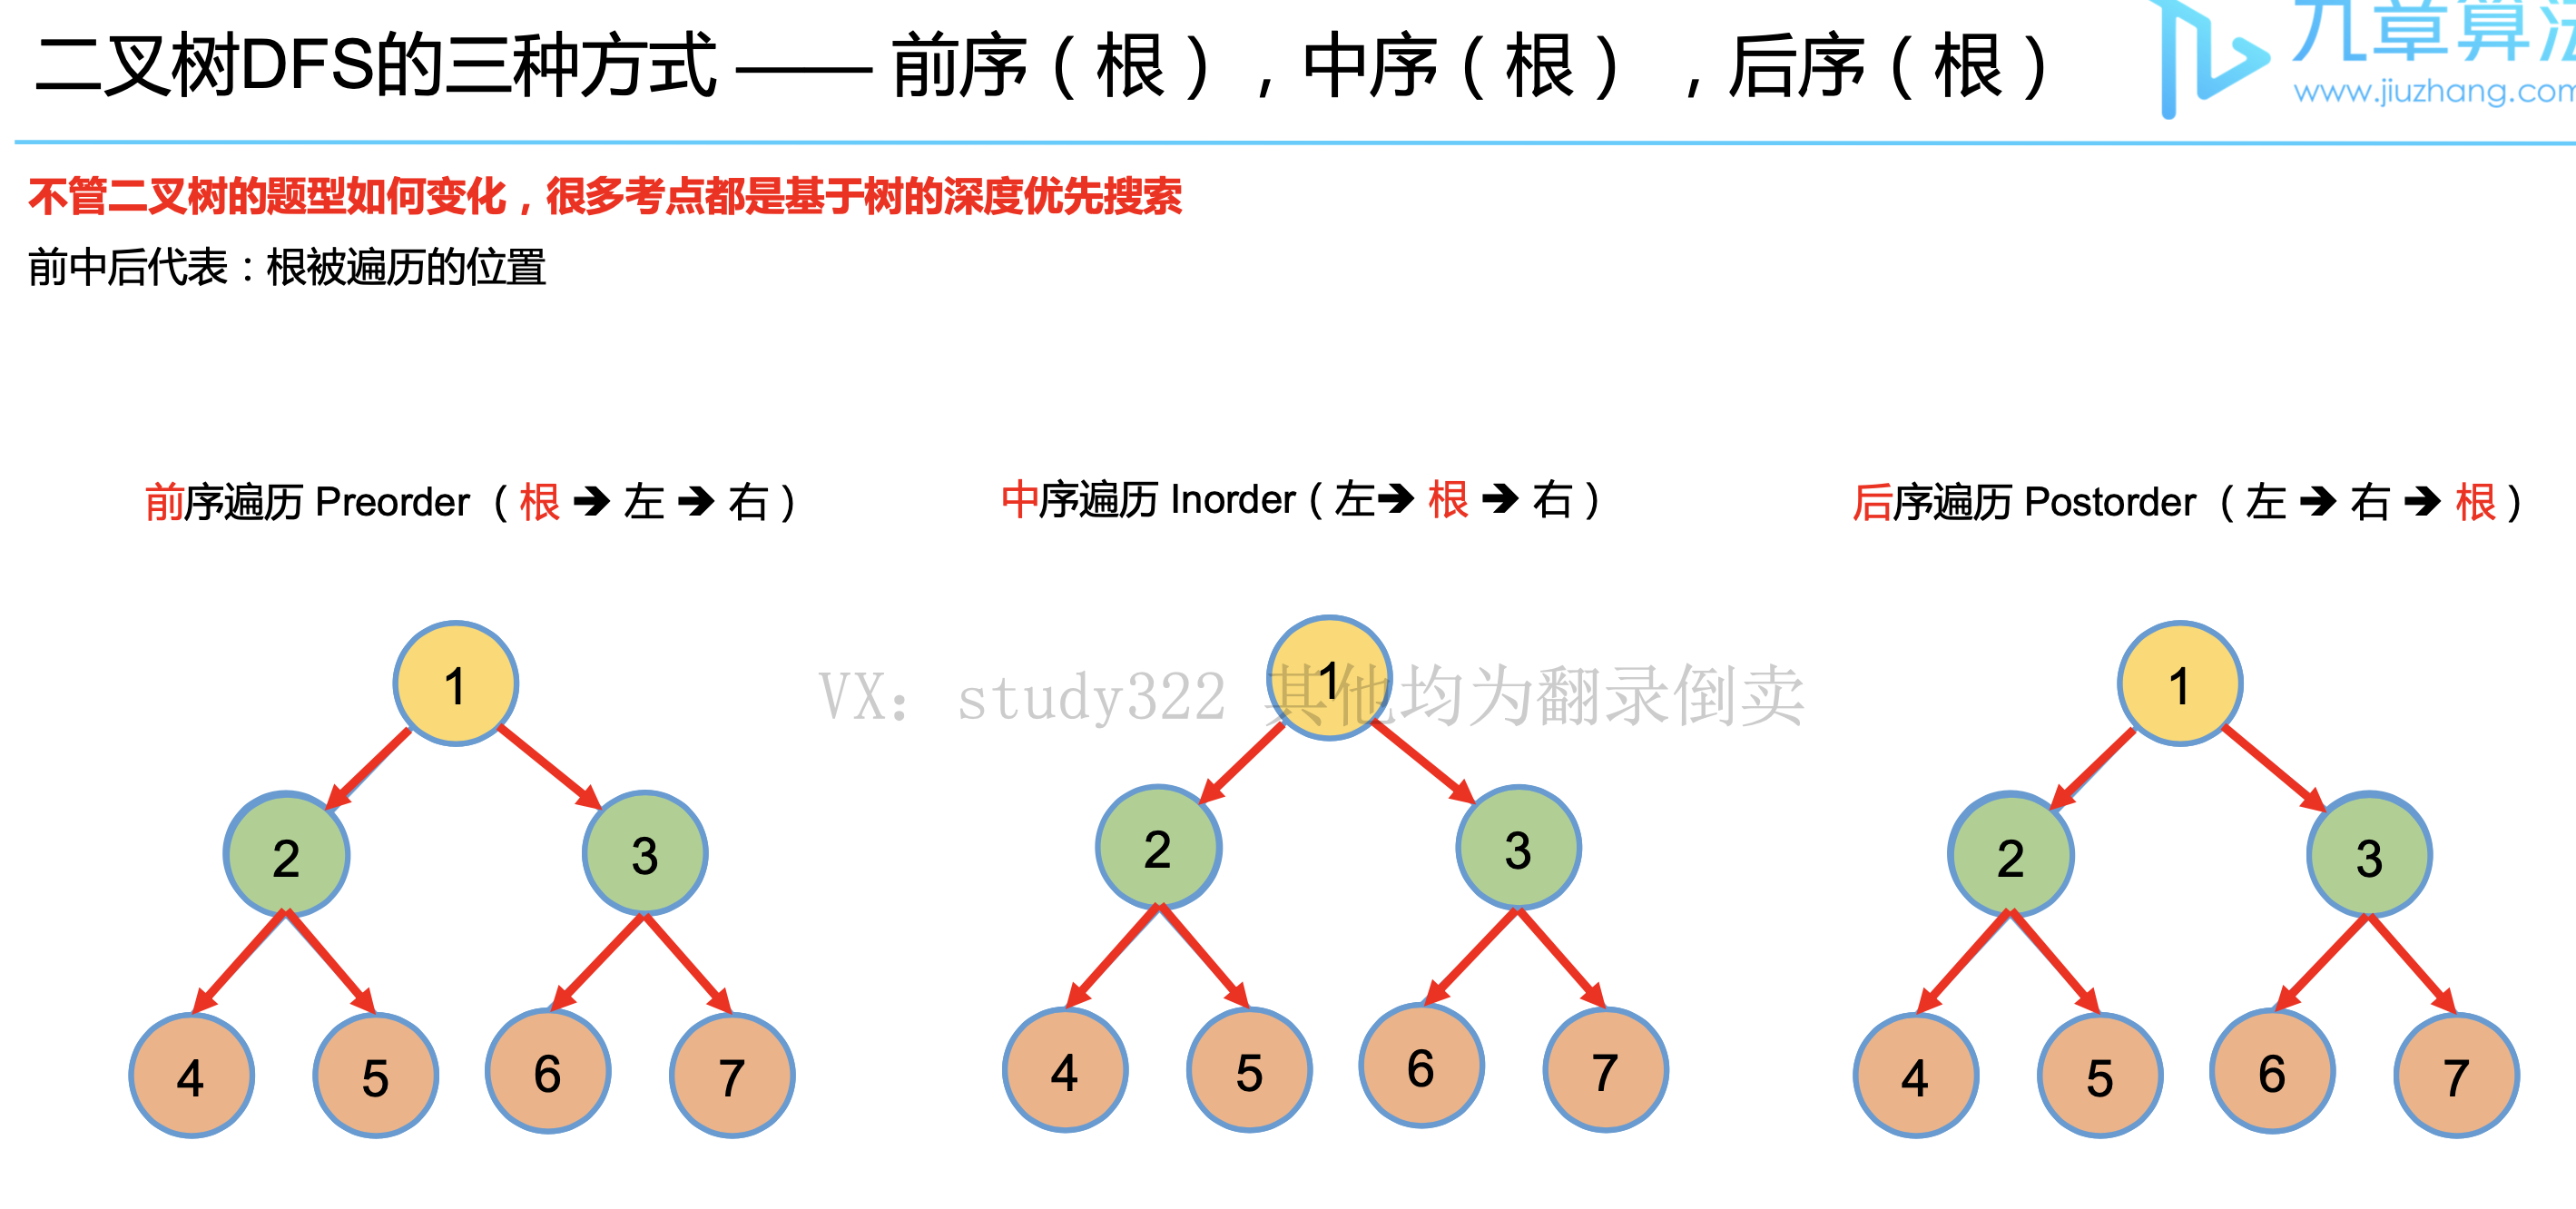 二叉树DFS的三种方式 —— 前序（根），中序（根），后序（根）
九章算法
www.jiuzhang.com
不管二叉树的题型如何变化，很多考点都是基于树的深度优先搜索
前中后代表：根被遍历的位置
前序遍历 Preorder （根 ➔ 左 ➔ 右）
中序遍历 Inorder（左➔ 根 ➔ 右）
后序遍历 Postorder （左 ➔ 右 ➔ 根）
VX: study322 其他均为翻录倒卖
1
2 3
4 5 6 7
1
2 3
4 5 6 7
1
2 3
4 5 6 7